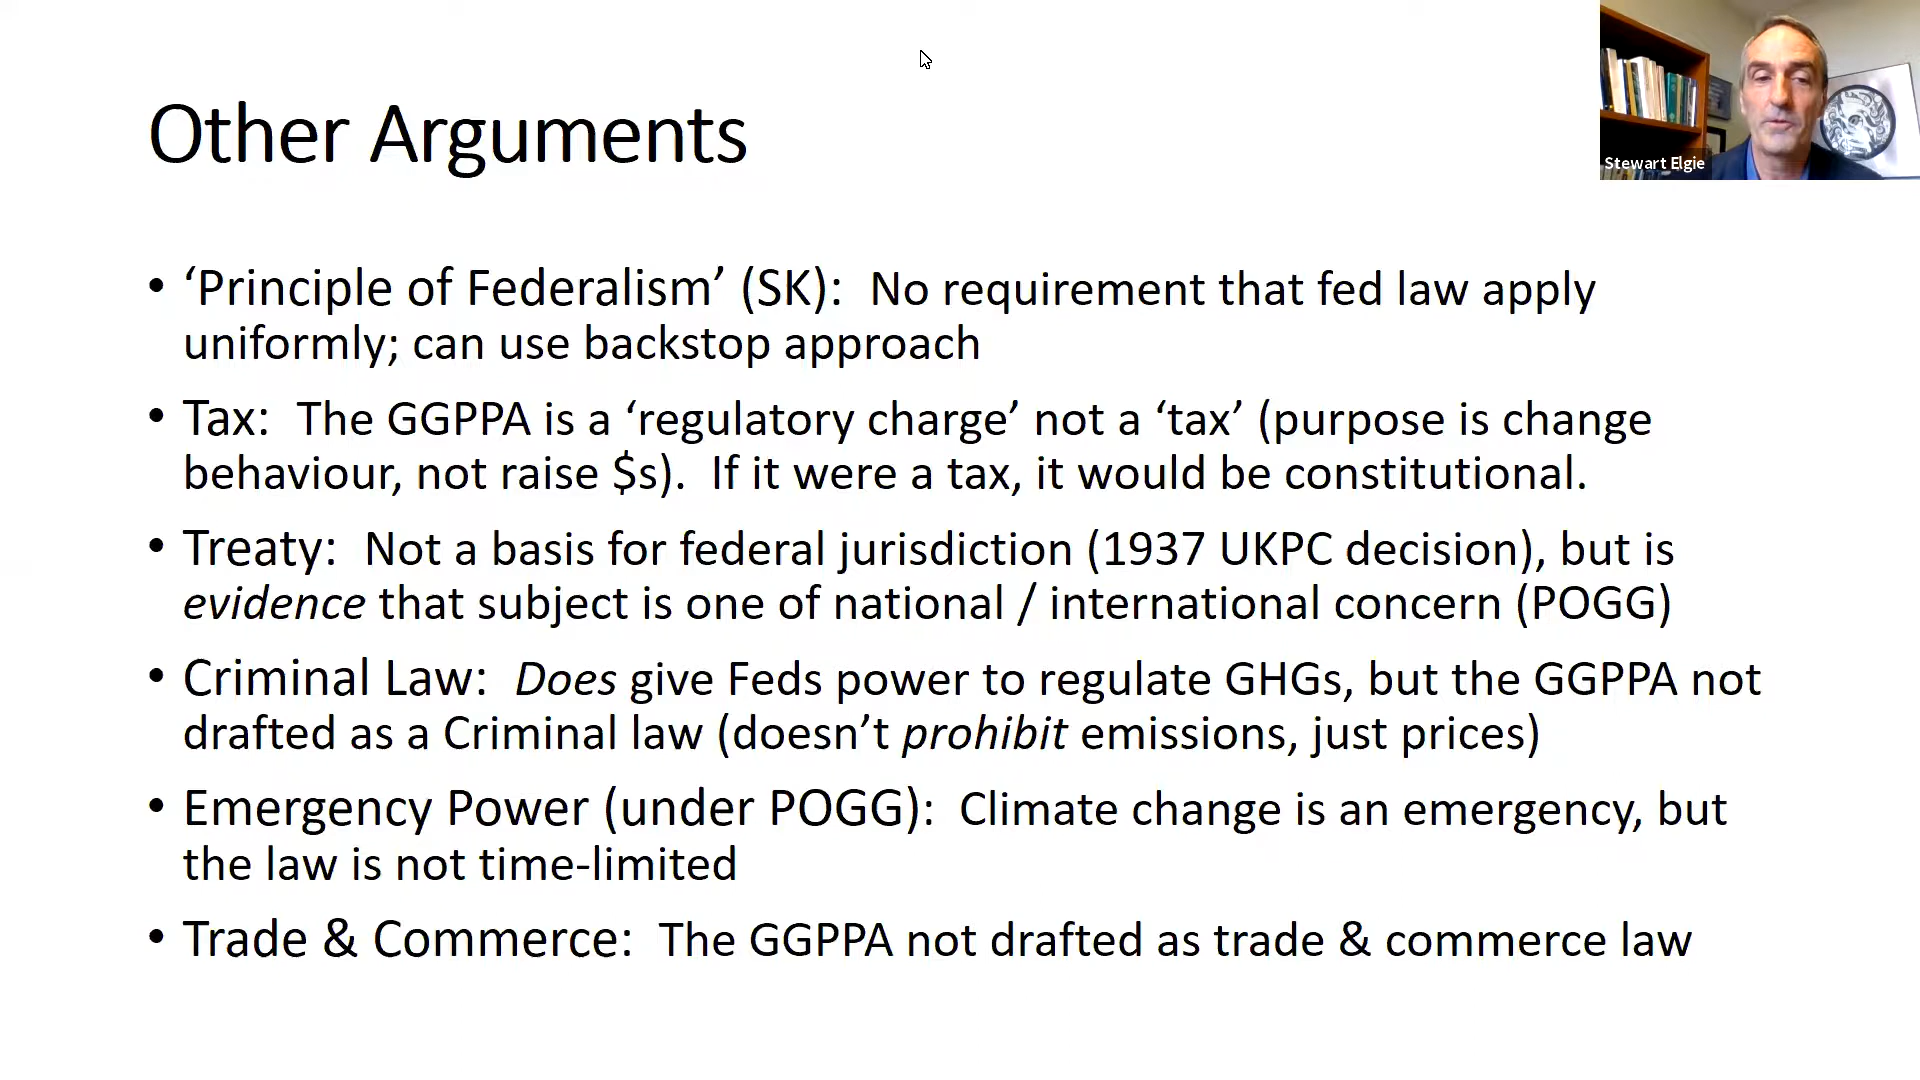 Other Arguments
Stewart Elgie
• ‘Principle of Federalism’ (SK): No requirement that fed law apply
uniformly; can use backstop approach
• Tax: The GGPPA is a ‘regulatory charge’ not a ‘tax’ (purpose is change
behaviour, not raise $s). If it were a tax, it would be constitutional.
• Treaty: Not a basis for federal jurisdiction (1937 UKPC decision), but is
evidence that subject is one of national / international concern (POGG)
• Criminal Law: Does give Feds power to regulate GHGs, but the GGPPA not
drafted as a Criminal law (doesn’t prohibit emissions, just prices)
• Emergency Power (under POGG): Climate change is an emergency, but
the law is not time-limited
• Trade & Commerce: The GGPPA not drafted as trade & commerce law